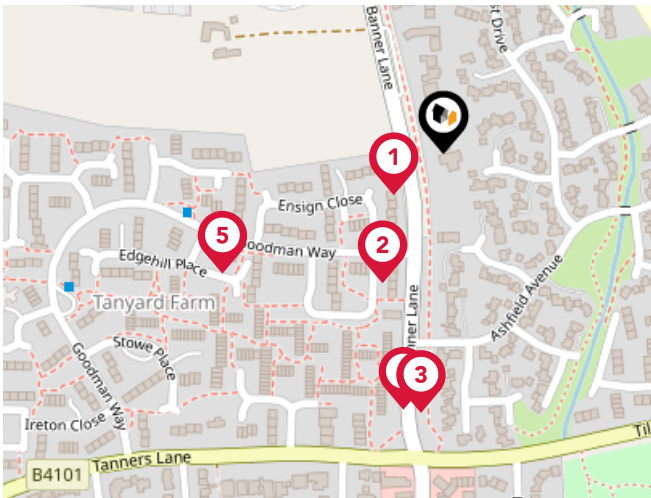 Banner Lane
st Drive
1
Ensign Close
5
Goodman Way
2
Edgehill Place
Tanyard Farm
Ashfield Avenue
nner Lane
Stowe Place
Goodman Way
3
Ireton Close
Til
Tanners Lane
B4101